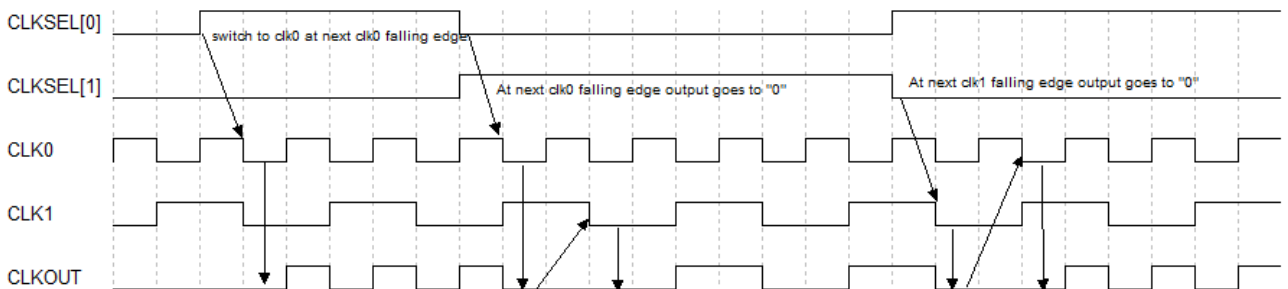 CLKSEL[0]
switch to clk0 at next clk0 falling edge
CLKSEL[1]
At next clk0 falling edge output goes to "0"
At next clk1 falling edge output goes to "0"
CLK0
CLK1
CLKOUT